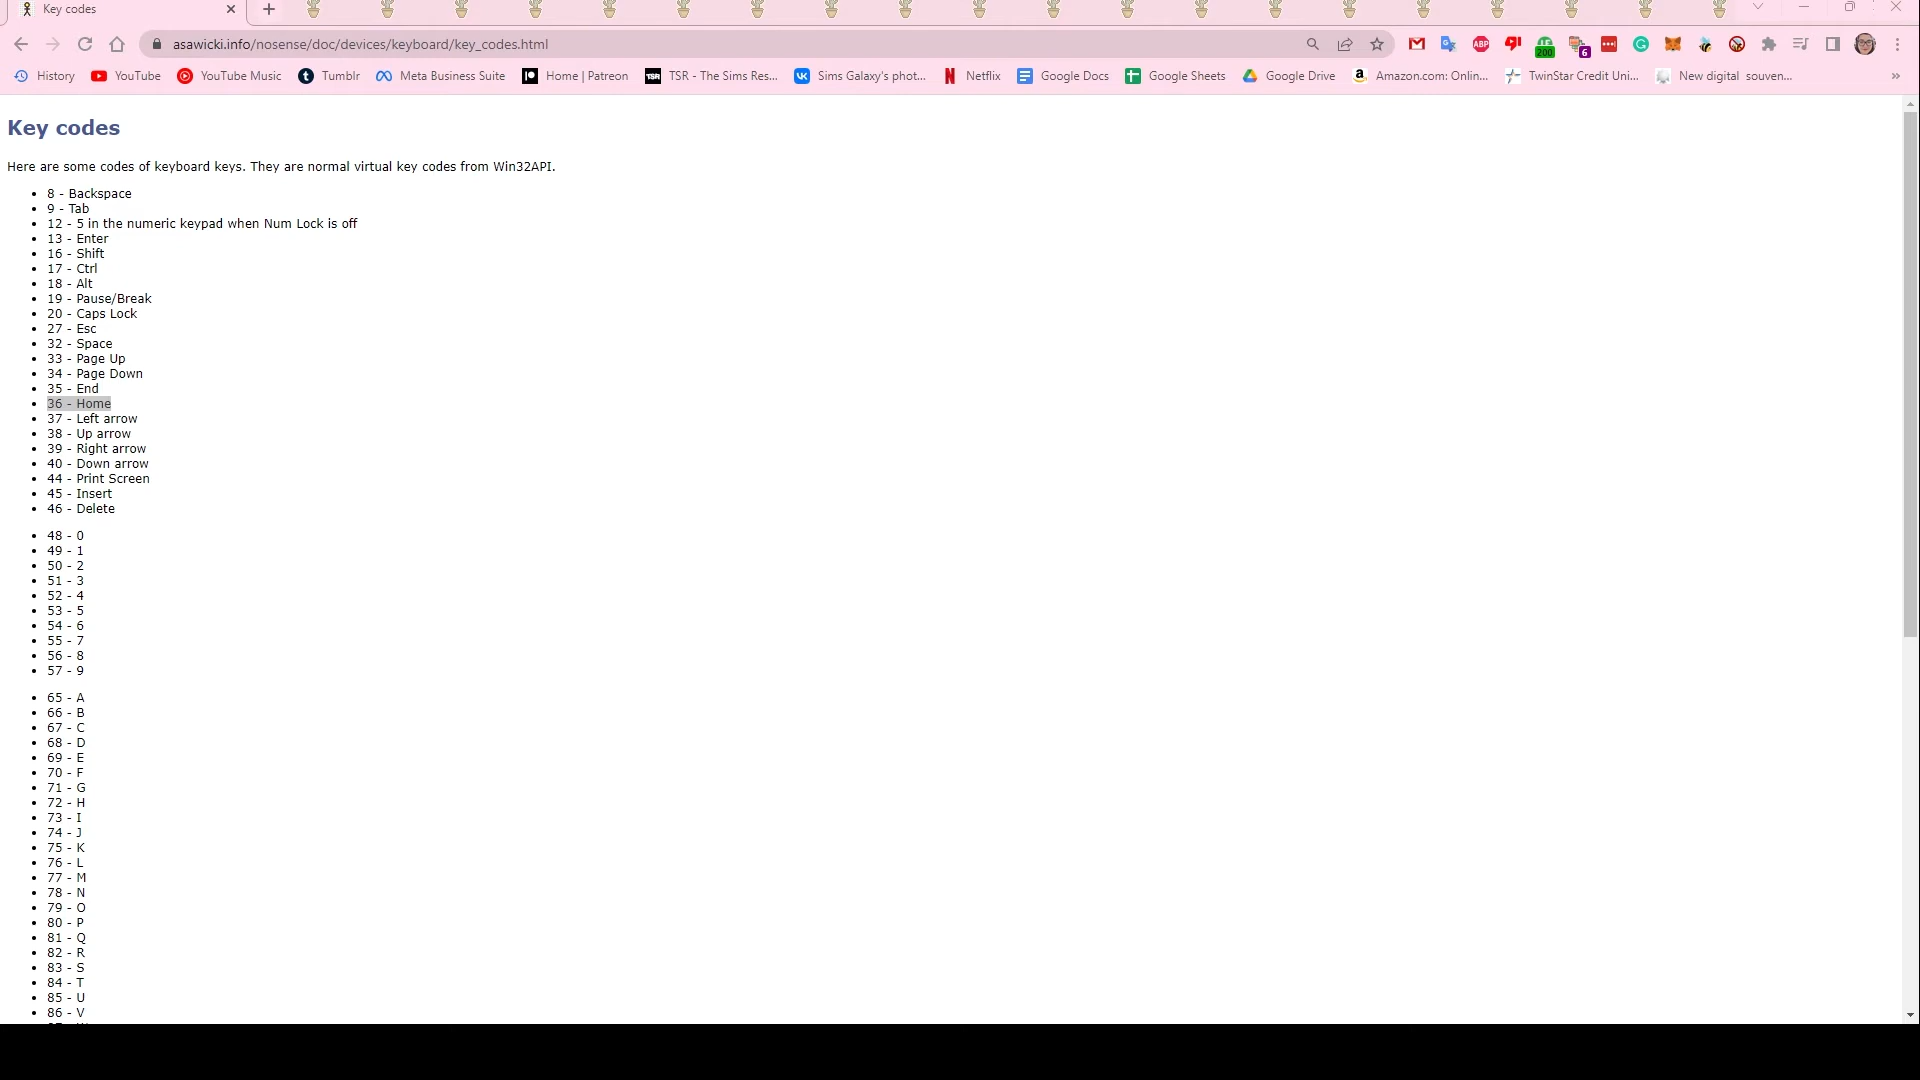 Key codes
asawicki.info/nosense/doc/devices/keyboard/key_codes.html
ABP
200
6
History
YouTube
YouTube Music
Tumblr
Meta Business Suite
Home | Patreon
TSR
TSR - The Sims Res...
Sims Galaxy's phot...
Netflix
Google Docs
Google Sheets
Google Drive
Amazon.com: Onlin...
TwinStar Credit Uni...
New digital souven...
Key codes
Here are some codes of keyboard keys. They are normal virtual key codes from Win32API.
• 8 - Backspace
• 9 - Tab
• 12 - 5 in the numeric keypad when Num Lock is off
• 13 - Enter
• 16 - Shift
• 17 - Ctrl
• 18 - Alt
• 19 - Pause/Break
• 20 - Caps Lock
• 27 - Esc
• 32 - Space
• 33 - Page Up
• 34 - Page Down
• 35 - End
• 36 - Home
• 37 - Left arrow
• 38 - Up arrow
• 39 - Right arrow
• 40 - Down arrow
• 44 - Print Screen
• 45 - Insert
• 46 - Delete
• 48 - 0
• 49 - 1
• 50 - 2
• 51 - 3
• 52 - 4
• 53 - 5
• 54 - 6
• 55 - 7
• 56 - 8
• 57 - 9
• 65 - A
• 66 - B
• 67 - C
• 68 - D
• 69 - E
• 70 - F
• 71 - G
• 72 - H
• 73 - I
• 74 - J
• 75 - K
• 76 - L
• 77 - M
• 78 - N
• 79 - O
• 80 - P
• 81 - Q
• 82 - R
• 83 - S
• 84 - T
• 85 - U
• 86 - V